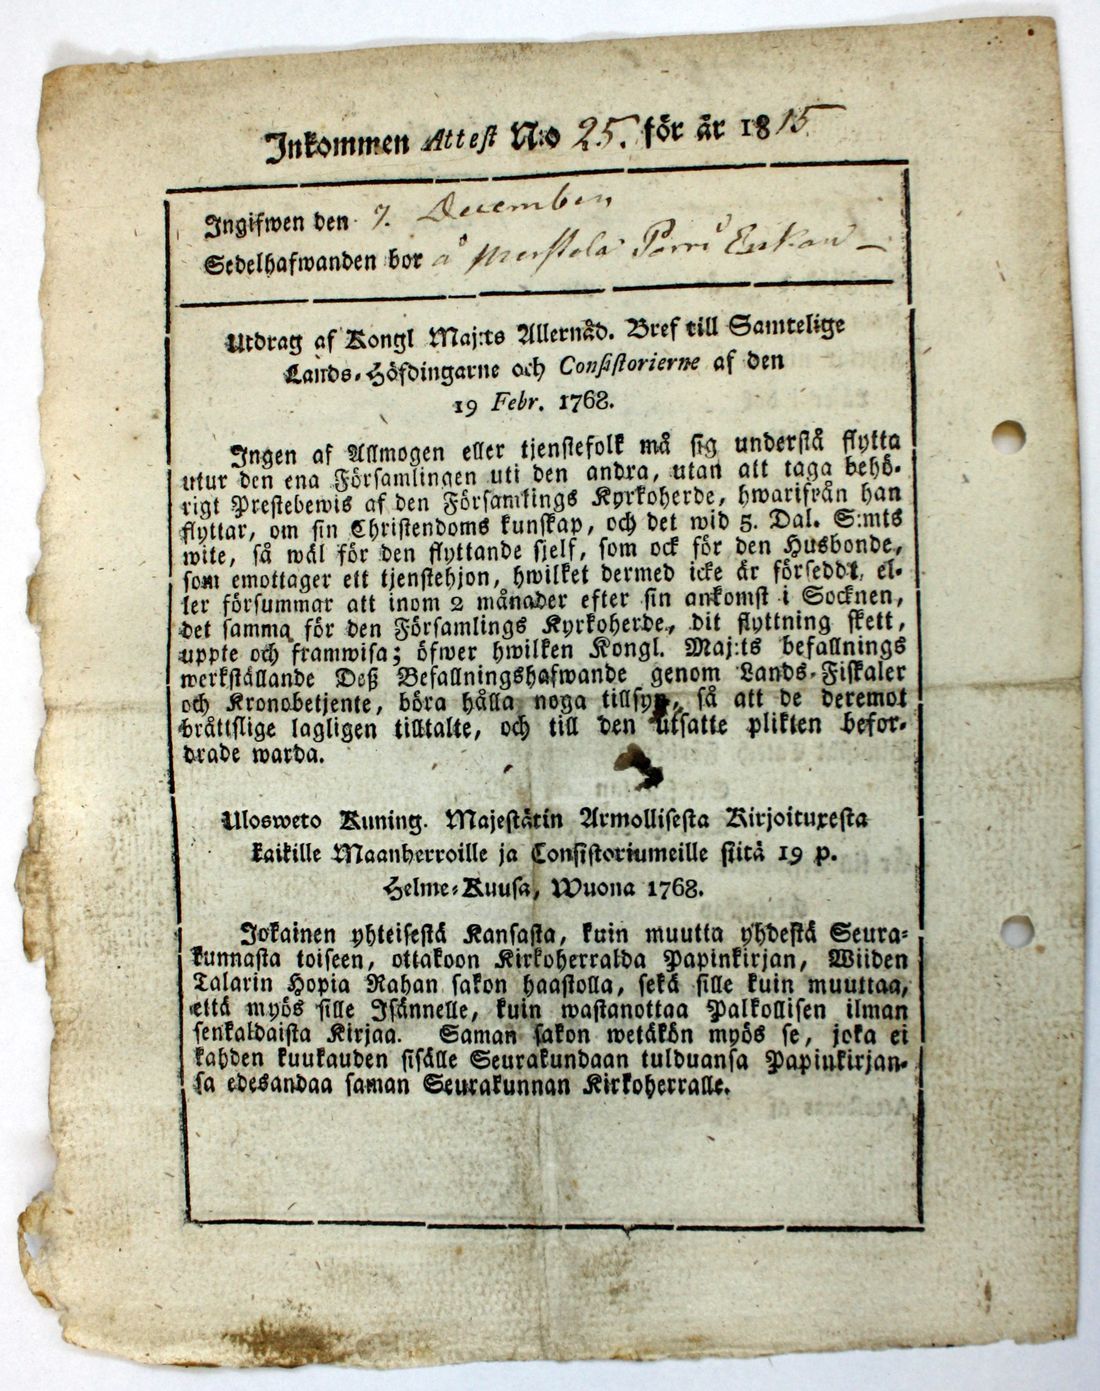 Inkommen Attest N:o 25. för år 1815
Ingifwen den 7. December
Sedelhafwanden bor å
Utdrag af Kongl Maj:ts Allernåd. Bref till Samtelige
Lands-Höfdingarne och Consistorierne af den
19 Febr. 1768.
Ingen af Allmogen eller tjenstefolk må sig understå flytta
utur den ena Församlingen uti den andra, utan att taga behö-
rigt Prestebewis af den Församlings Kyrkoherde, hwarifrån han
flyttar, om sin Christendoms kunskap, och det wid 5. Dal. S:mts
wite, så wäl för den flyttande sjelf, som ock för den Husbonde,
som emottager ett tjenstehjon, hwilket dermed icke är förseddt, el-
ler försummar att inom 2 månader efter sin ankomst i Socknen,
det samma för den Församlings Kyrkoherde, dit flyttning skett,
uppte och framwisa; öfwer hwilken Kongl. Maj:ts befallnings
werkställande Deß Befallningshafwande genom Lands-Fiskaler
och Kronobetjente, böra hålla noga tillsyn, så att de deremot
bråttslige lagligen tilltalte, och till den utsatte plikten befor-
drade warda.
Ulosweto Kuning. Majestätin Armollisesta Kirjoituxesta
kaikille Maanherroille ja Consistoriumeille siitä 19 p.
Helme-Kuusa, Wuona 1768.
Jokainen yhteisestä Kansasta, kuin muutta yhdestä Seura-
kunnasta toiseen, ottakoon Kirkoherralda Papinkirjan, Wiiden
Talarin Hopia Rahan sakon haastolla, sekä sille kuin muuttaa,
että myös sille Isännelle, kuin wastanottaa Palkollisen ilman
senkaldaista Kirjaa. Saman sakon wetäkön myös se, joka ei
kahden kuukauden sisälle Seurakundaan tulduansa Papinkirjan-
sa edesandaa saman Seurakunnan Kirkoherralle.